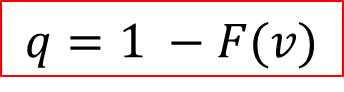 q = 1 − F(v)